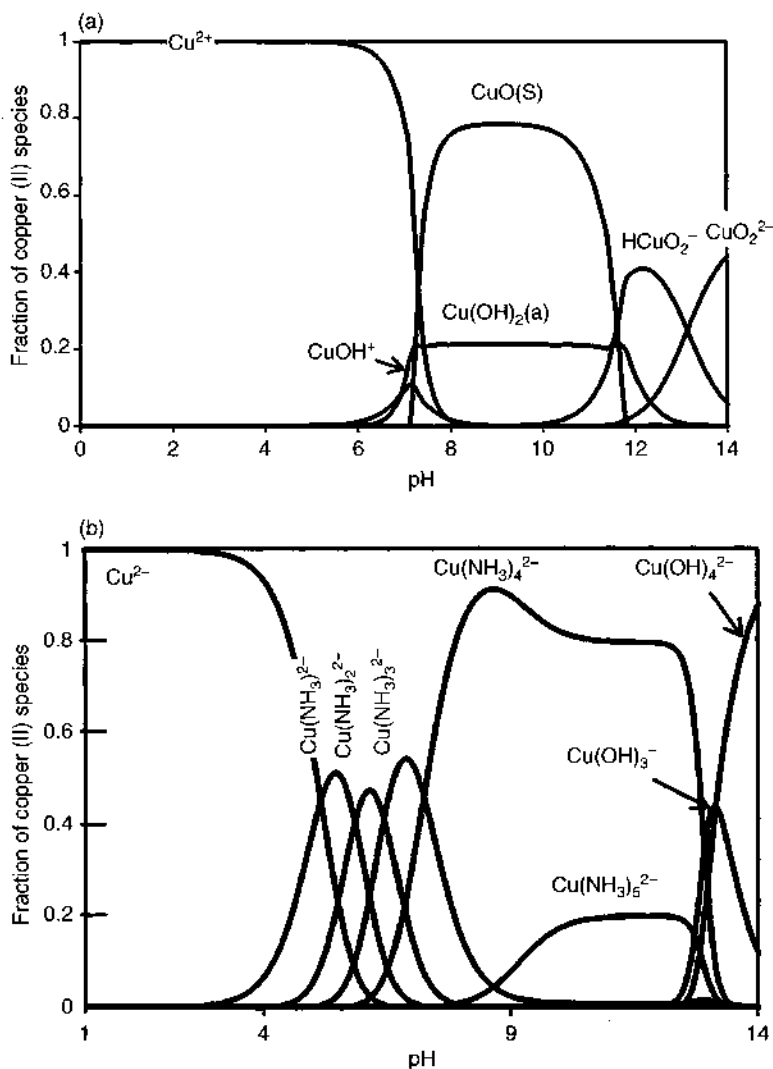 (a)
1
0.8
0.6
0.4
0.2
0
Fraction of copper (II) species
Cu²⁺
CuO(S)
HCuO₂⁻
CuO₂²⁻
Cu(OH)₂(a)
CuOH⁺
0 2 4 6 8 10 12 14
pH
(b)
1
0.8
0.6
0.4
0.2
0
Fraction of copper (II) species
Cu²⁻
Cu(NH₃)²⁻
Cu(NH₃)₂²⁻
Cu(NH₃)₃²⁻
Cu(NH₃)₄²⁻
Cu(OH)₄²⁻
Cu(OH)₃⁻
Cu(NH₃)₅²⁻
1 4 9 14
pH